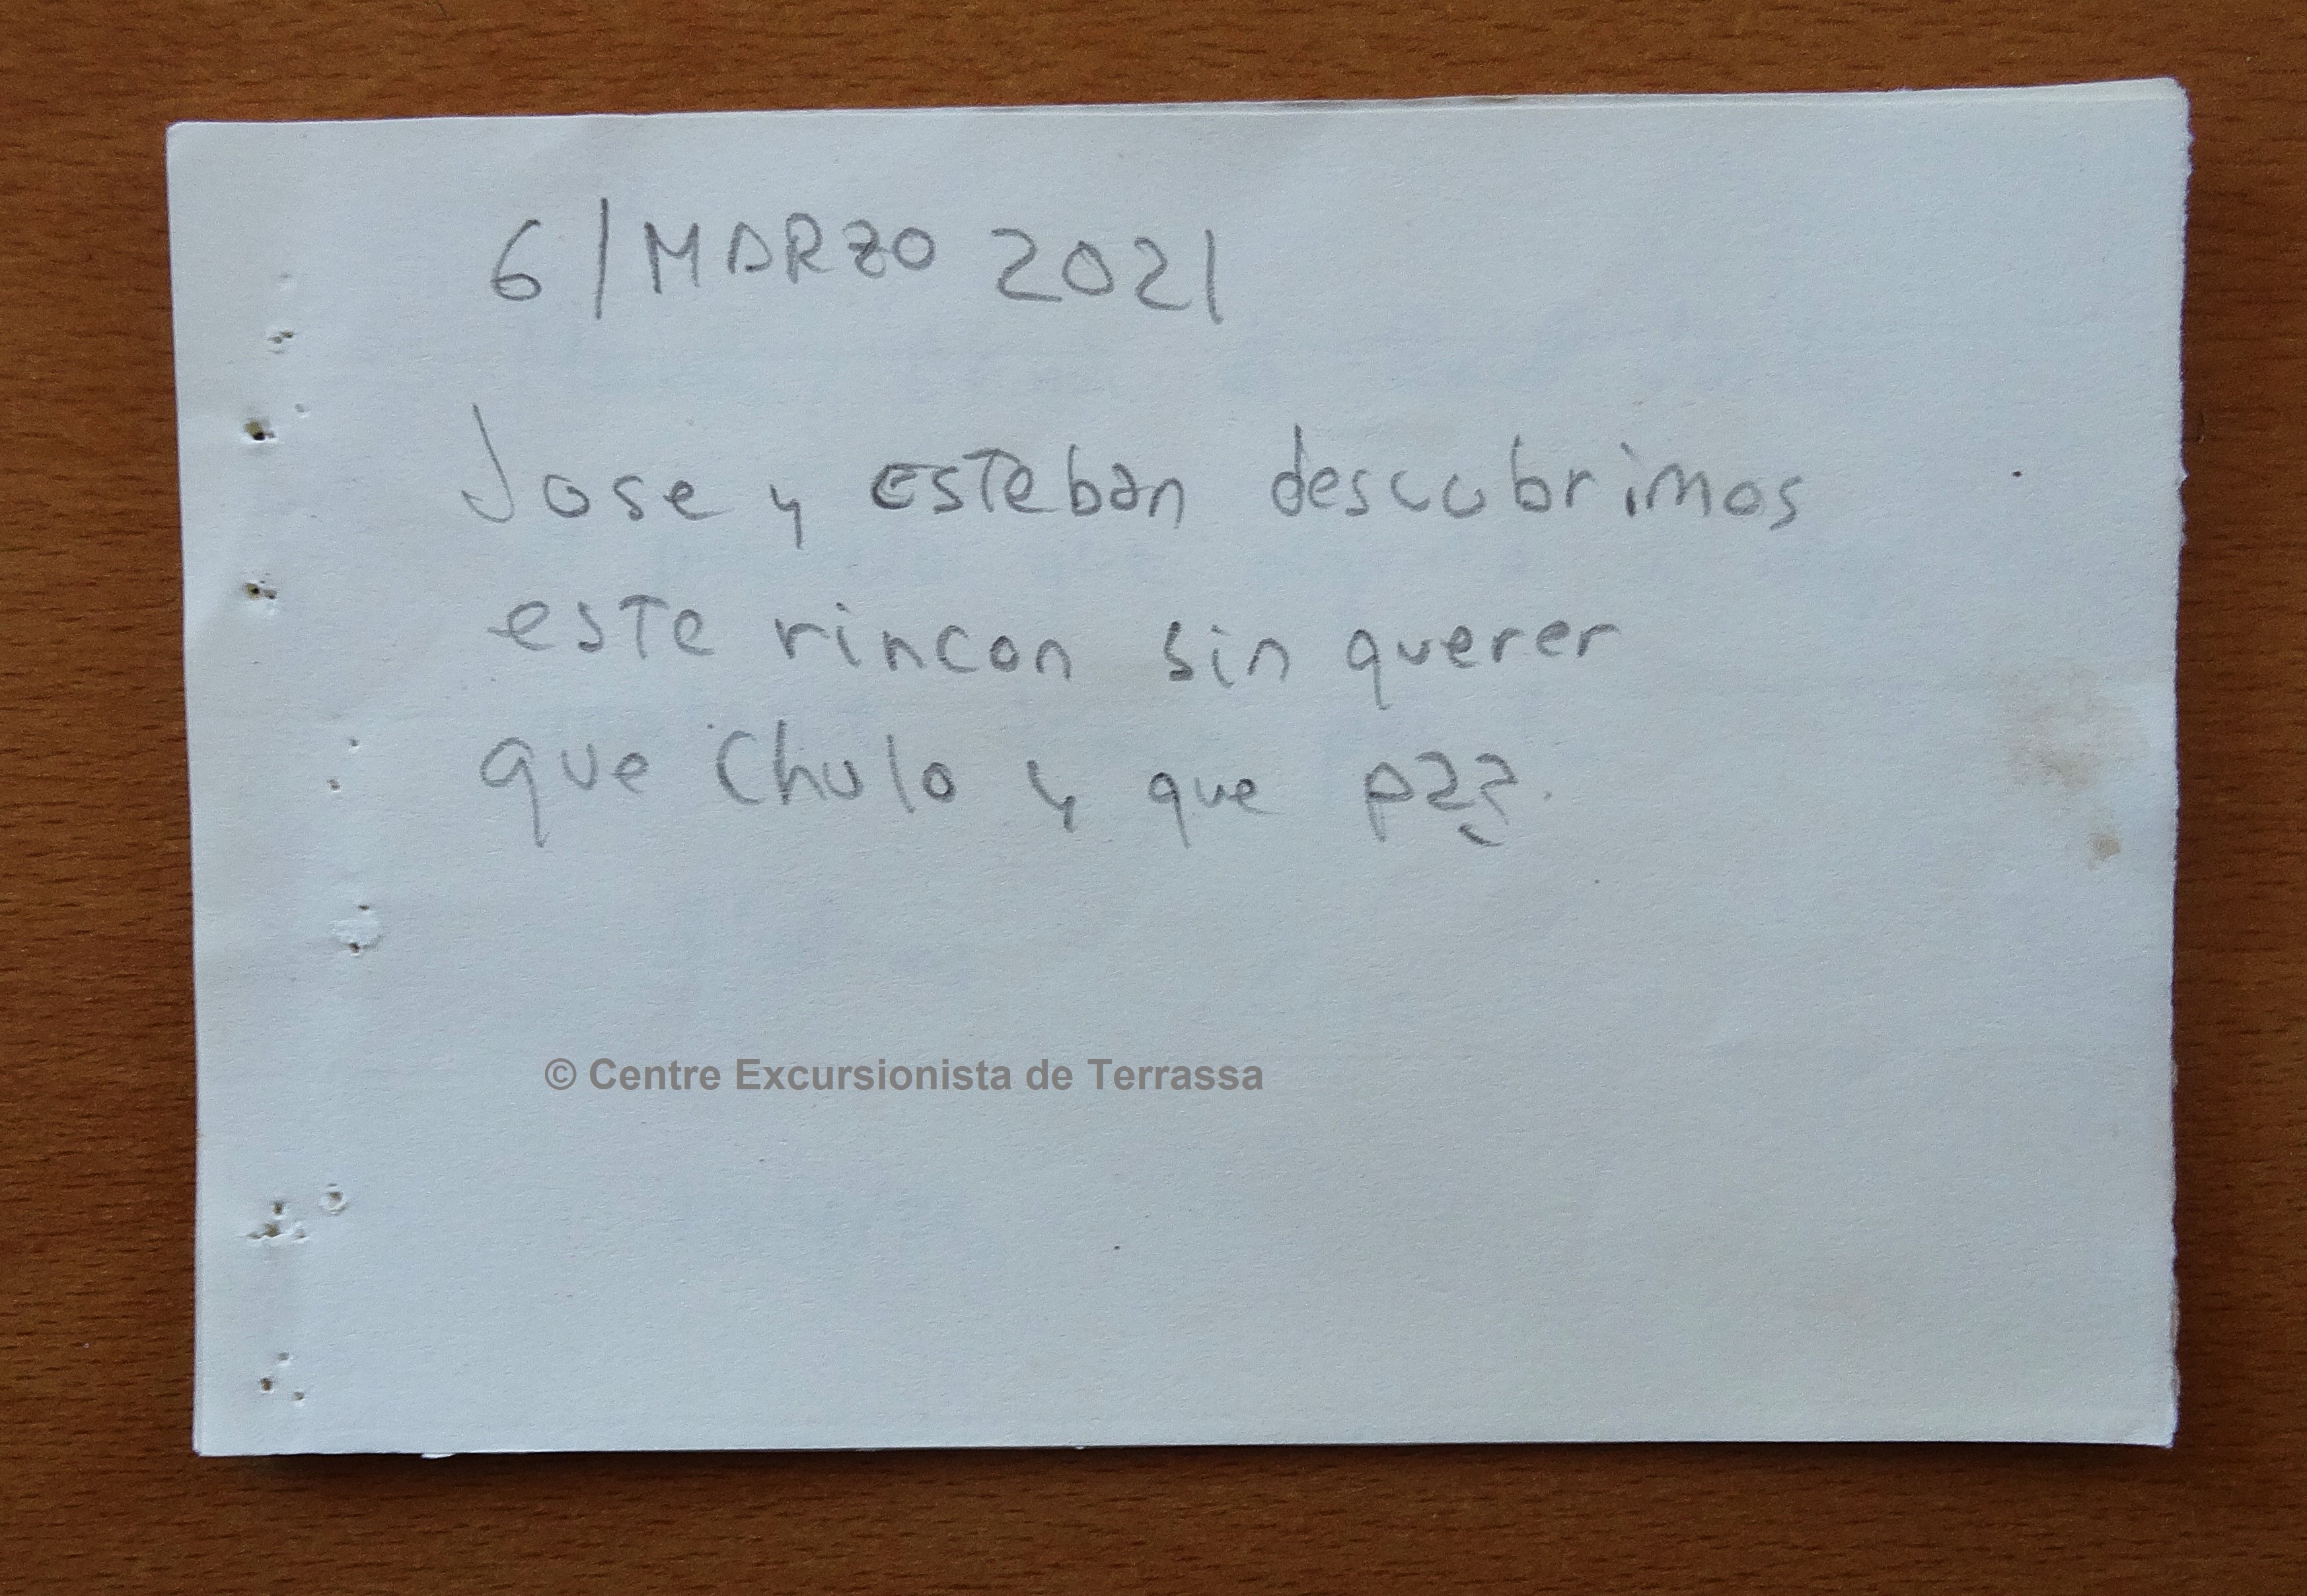 6/MARZO 2021
Jose y Esteban descubrimos
este rincon sin querer
que chulo y que paz.
© Centre Excursionista de Terrassa